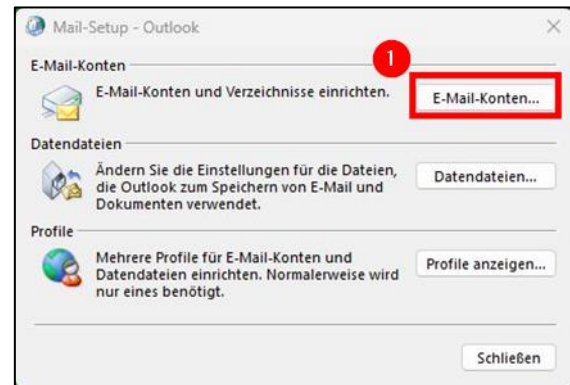 Mail-Setup - Outlook
1
E-Mail-Konten
E-Mail-Konten und Verzeichnisse einrichten.
E-Mail-Konten...
Datendateien
Ändern Sie die Einstellungen für die Dateien,
die Outlook zum Speichern von E-Mail und
Dokumenten verwendet.
Datendateien...
Profile
Mehrere Profile für E-Mail-Konten und
Datendateien einrichten. Normalerweise wird
nur eines benötigt.
Profile anzeigen...
Schließen